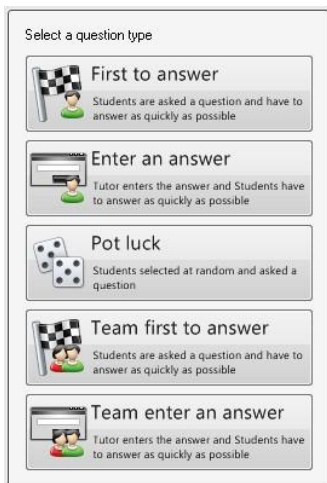 Select a question type
First to answer
Students are asked a question and have to
answer as quickly as possible
Enter an answer
Tutor enters the answer and Students have
to answer as quickly as possible
Pot luck
Students selected at random and asked a
question
Team first to answer
Students are asked a question and have to
answer as quickly as possible
Team enter an answer
Tutor enters the answer and Students have
to answer as quickly as possible